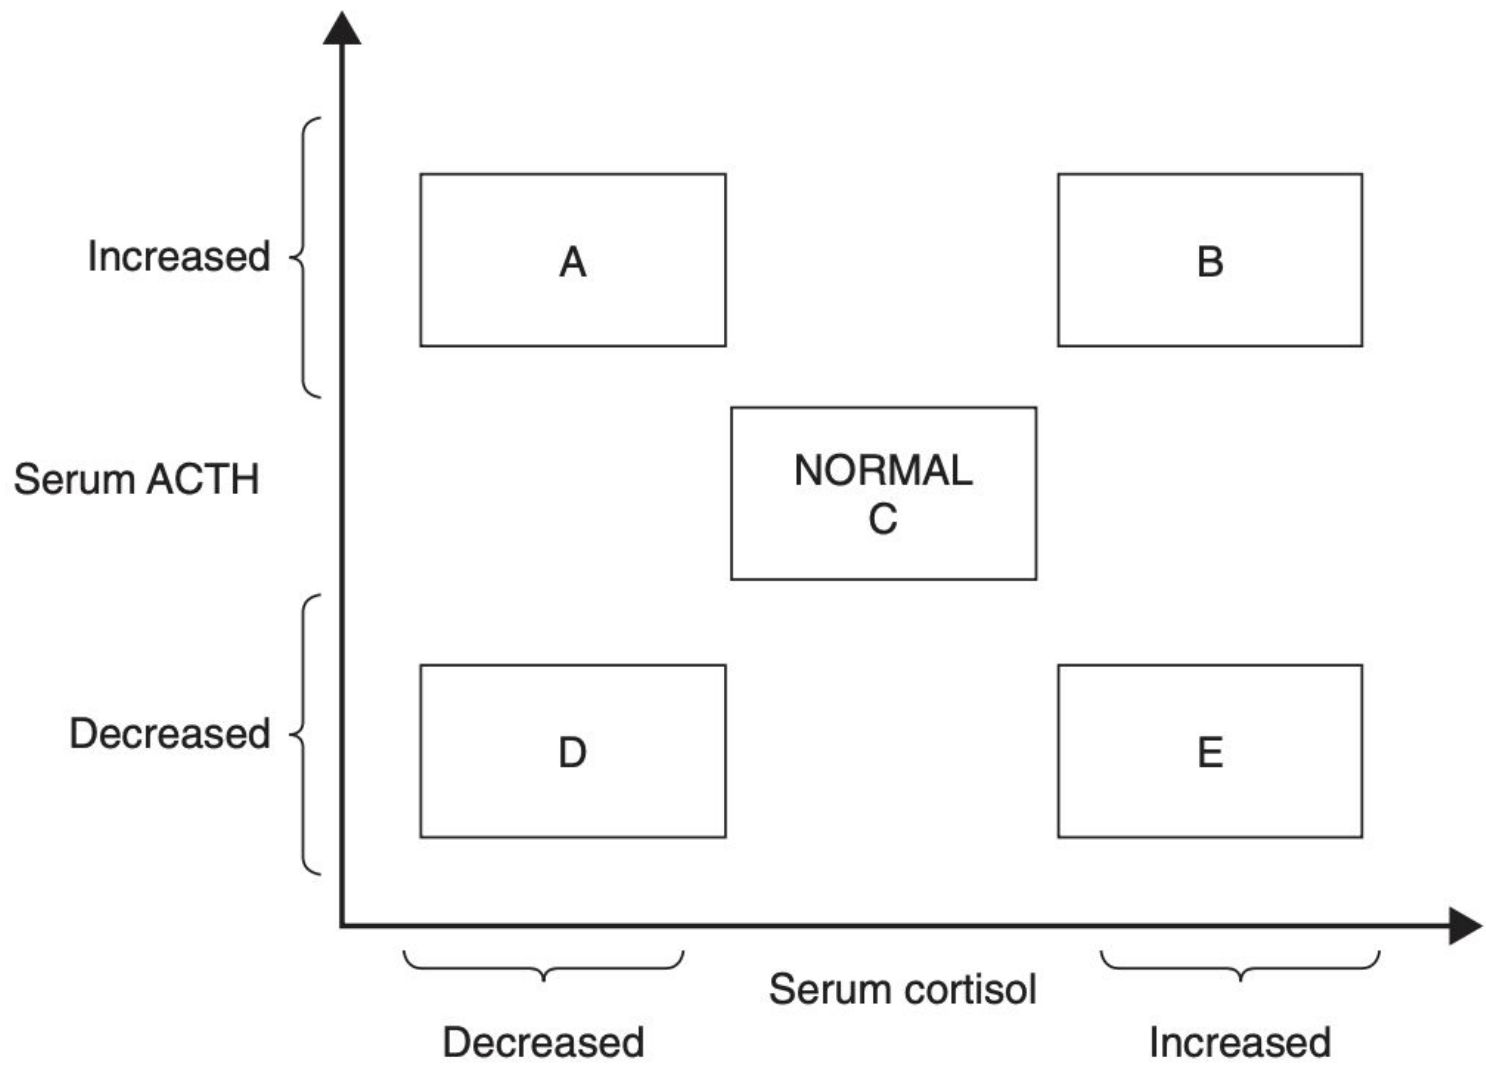 Increased
A
B
NORMAL
C
Serum ACTH
Decreased
D
E
Serum cortisol
Decreased
Increased